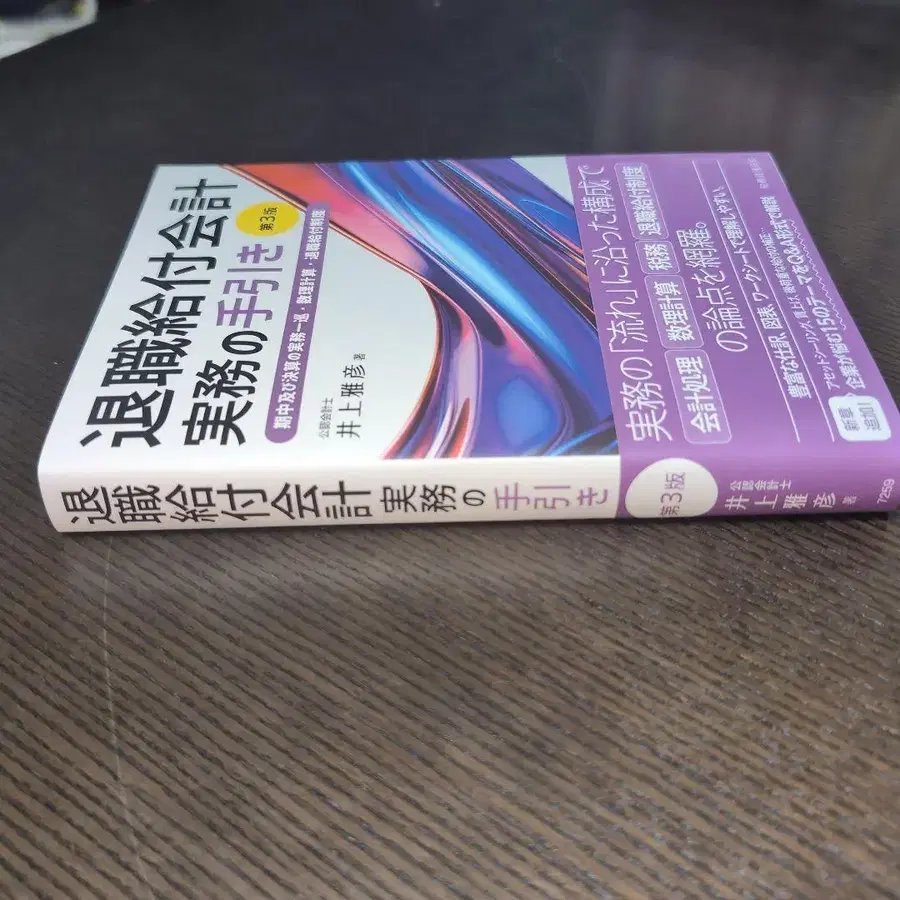 退職給付会計
実務の手引き
第3版
期中及び決算の実務一巡・数理計算・退職給付制度
公認会計士
井上雅彦 著
実務の「流れ」に沿った構成で
会計処理 数理計算 税務 退職給付制度
の論点を網羅。
豊富な仕訳、図表、ワークシートで理解しやすい。
企業が悩む15のテーマをQ&A形式で解説
新章
追加!
退職給付会計 実務の手引き
第3版
公認会計士
井上雅彦 著
7259